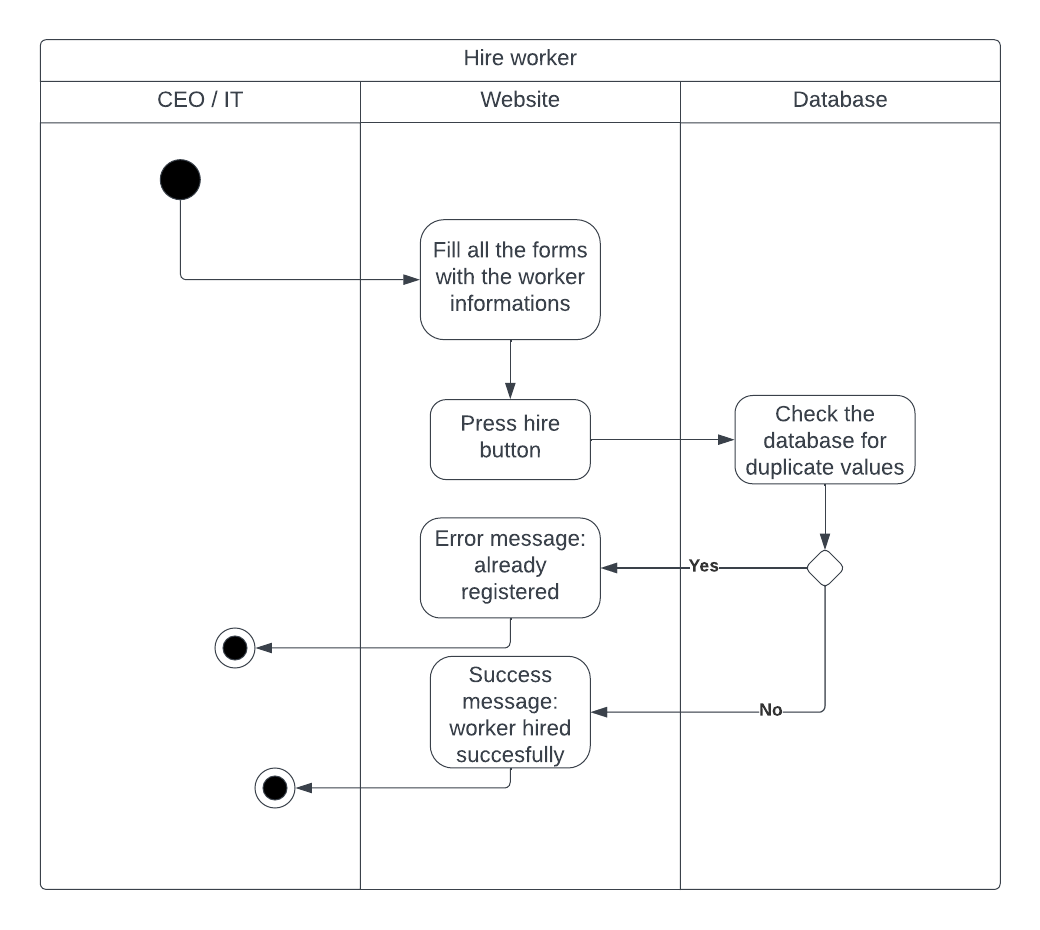 Hire worker
CEO / IT
Website
Database
Fill all the forms
with the worker
informations
Press hire
button
Check the
database for
duplicate values
Error message:
already
registered
Yes
Success
message:
worker hired
succesfully
No